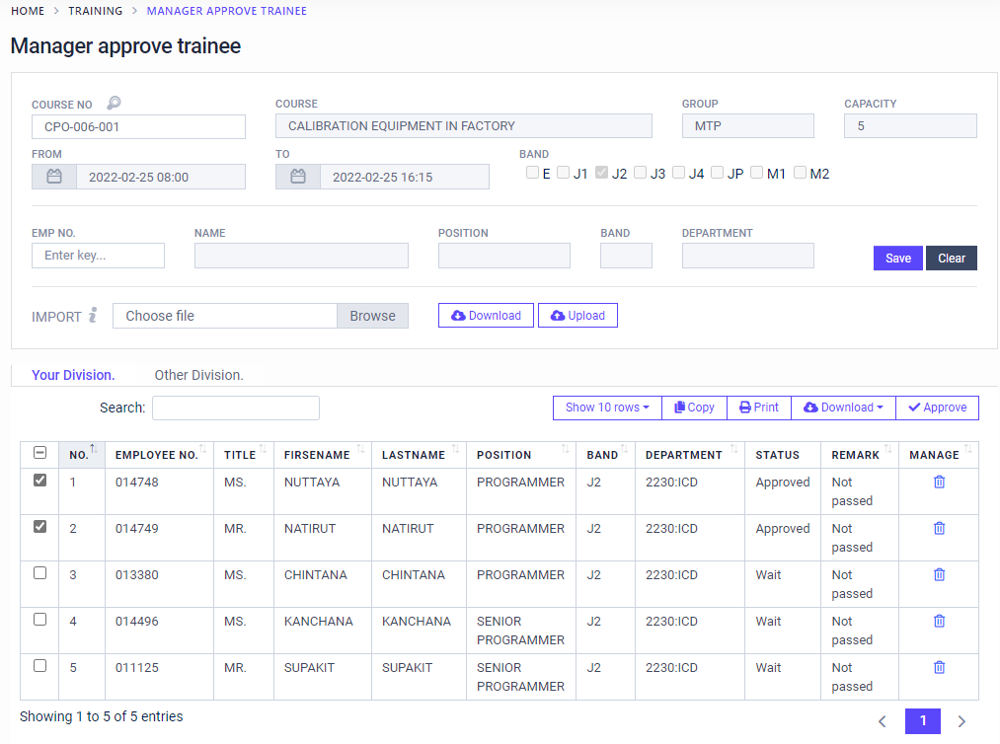 HOME > TRAINING > MANAGER APPROVE TRAINEE
Manager approve trainee
COURSE NO COURSE GROUP CAPACITY
CPO-006-001 CALIBRATION EQUIPMENT IN FACTORY MTP 5
FROM TO BAND
2022-02-25 08:00 2022-02-25 16:15 E J1 J2 J3 J4 JP M1 M2
EMP NO. NAME POSITION BAND DEPARTMENT
Enter key... Save Clear
IMPORT i Choose file Browse Download Upload
Your Division. Other Division.
Search: Show 10 rows Copy Print Download Approve
NO. EMPLOYEE NO. TITLE FIRSENAME LASTNAME POSITION BAND DEPARTMENT STATUS REMARK MANAGE
1 014748 MS. NUTTAYA NUTTAYA PROGRAMMER J2 2230:ICD Approved Not
passed
2 014749 MR. NATIRUT NATIRUT PROGRAMMER J2 2230:ICD Approved Not
passed
3 013380 MS. CHINTANA CHINTANA PROGRAMMER J2 2230:ICD Wait Not
passed
4 014496 MS. KANCHANA KANCHANA SENIOR J2 2230:ICD Wait Not
PROGRAMMER passed
5 011125 MR. SUPAKIT SUPAKIT SENIOR J2 2230:ICD Wait Not
PROGRAMMER passed
Showing 1 to 5 of 5 entries
< 1 >